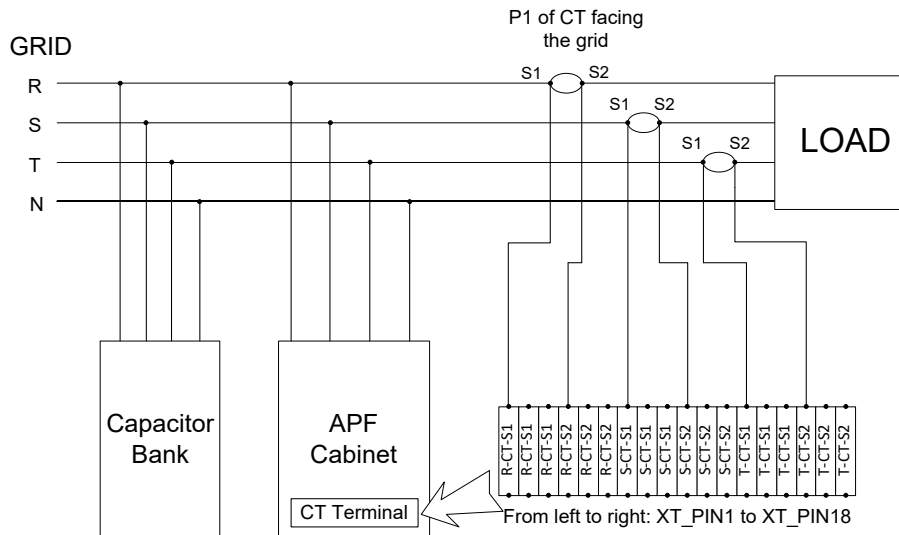 P1 of CT facing
the grid
GRID
R
S1
S2
S
S1
S2
T
S1
S2
N
LOAD
Capacitor
Bank
APF
Cabinet
CT Terminal
R-CT-S1
R-CT-S1
R-CT-S1
R-CT-S2
R-CT-S2
R-CT-S2
S-CT-S1
S-CT-S1
S-CT-S1
S-CT-S2
S-CT-S2
S-CT-S2
T-CT-S1
T-CT-S1
T-CT-S1
T-CT-S2
T-CT-S2
T-CT-S2
From left to right: XT_PIN1 to XT_PIN18